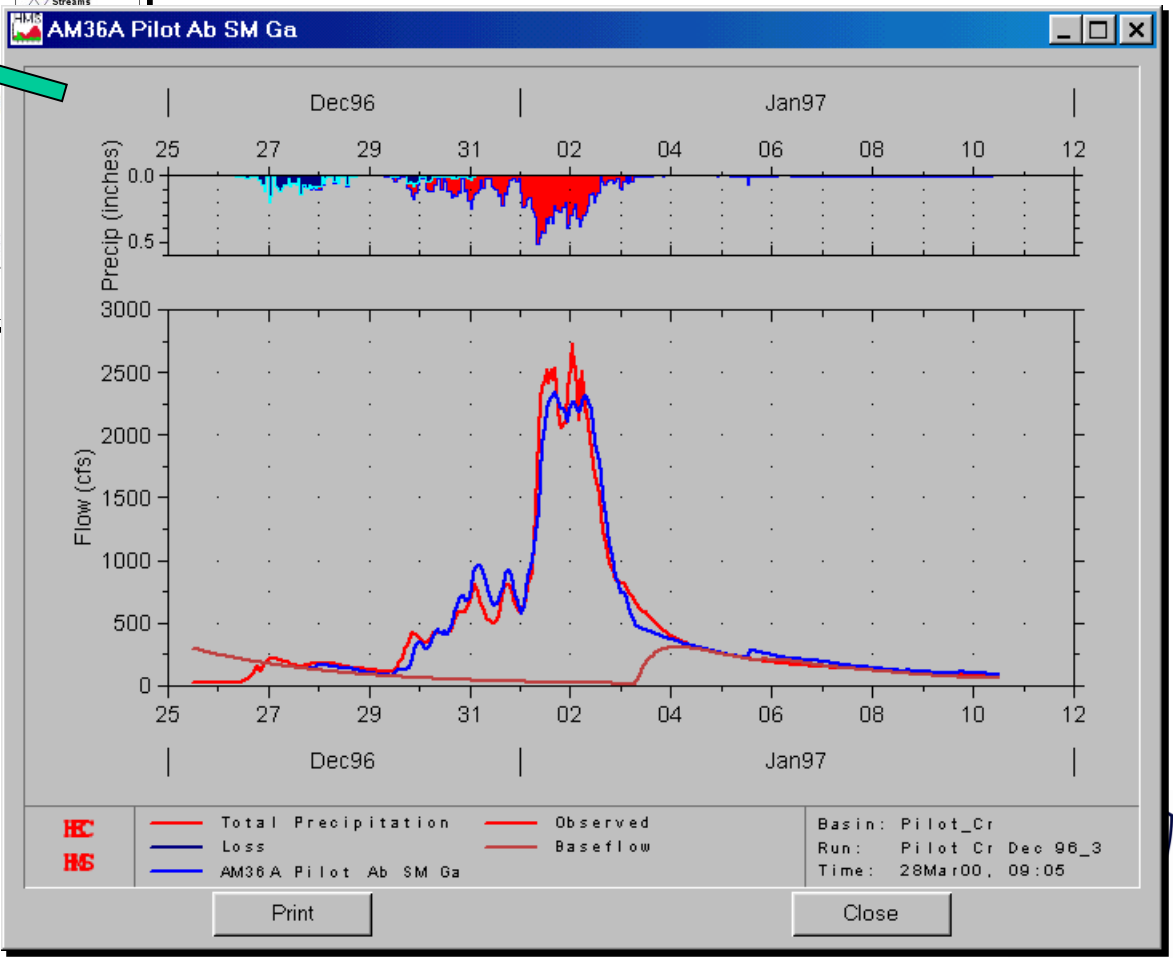 Streams
HMS
AM36A Pilot Ab SM Ga
Dec96 Jan97
25 27 29 31 02 04 06 08 10 12
Precip (inches)
0.0
0.5
3000
2500
2000
1500
1000
500
0
Flow (cfs)
25 27 29 31 02 04 06 08 10 12
Dec96 Jan97
HEC
HMS
Total Precipitation
Loss
AM36A Pilot Ab SM Ga
Observed
Baseflow
Basin: Pilot_Cr
Run: Pilot Cr Dec 96_3
Time: 28Mar00, 09:05
Print Close